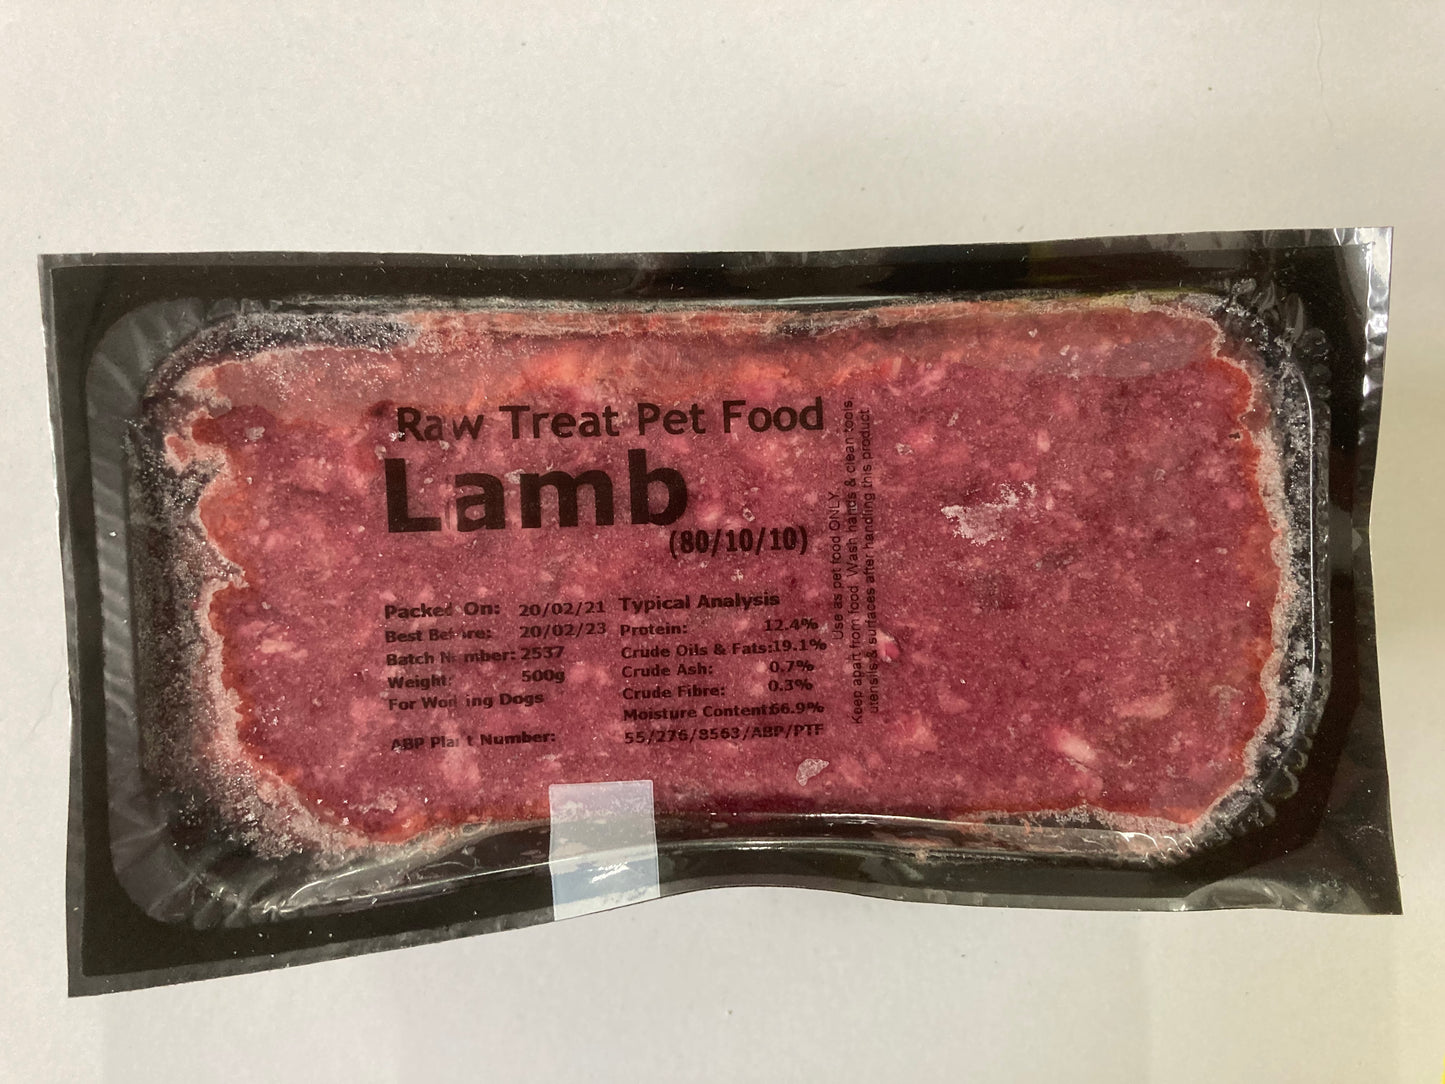 Raw Treat Pet Food
Lamb
(80/10/10)
Packed On: 20/02/21
Best Before: 20/02/23
Batch Number: 2537
Weight: 500g
For Working Dogs
ABP Plant Number: 55/276/8563/ABP/PTF
Typical Analysis
Protein: 12.4%
Crude Oils & Fats: 19.1%
Crude Ash: 0.7%
Crude Fibre: 0.3%
Moisture Content: 66.9%
Use as pet food ONLY.
Keep apart from food. Wash hands & clean tools,
utensils & surfaces after handling this product